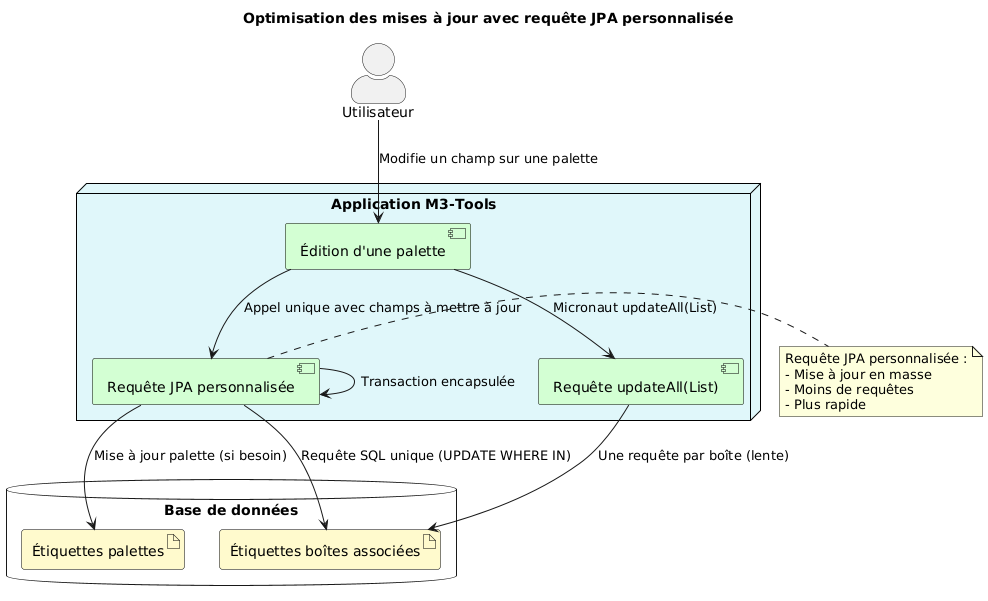 Optimisation des mises à jour avec requête JPA personnalisée
Utilisateur
Modifie un champ sur une palette
Application M3-Tools
Édition d'une palette
Appel unique avec champs à mettre à jour
Micronaut updateAll(List)
Requête JPA personnalisée :
- Mise à jour en masse
- Moins de requêtes
- Plus rapide
Requête JPA personnalisée
Transaction encapsulée
Requête updateAll(List)
Mise à jour palette (si besoin)
Requête SQL unique (UPDATE WHERE IN)
Une requête par boîte (lente)
Base de données
Étiquettes palettes
Étiquettes boîtes associées